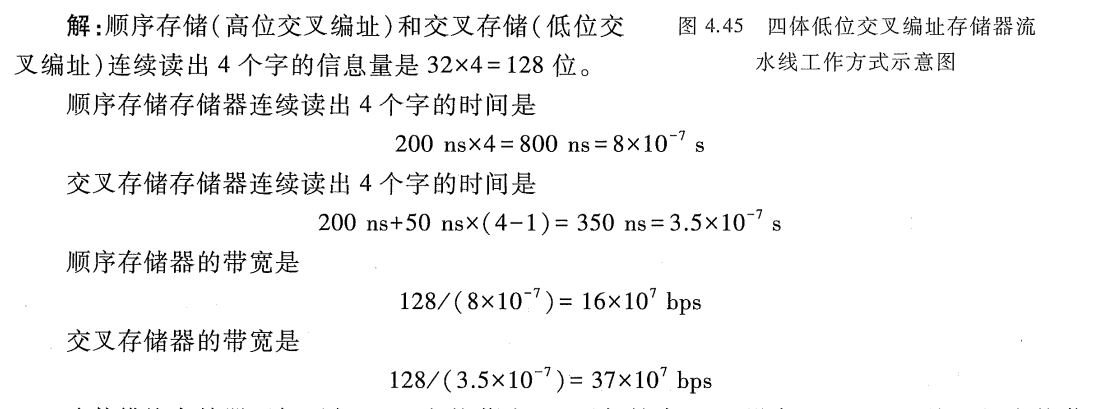 解:顺序存储(高位交叉编址)和交叉存储(低位交
叉编址)连续读出 4 个字的信息量是 32×4=128 位。
图 4.45 四体低位交叉编址存储器流
水线工作方式示意图
顺序存储存储器连续读出 4 个字的时间是
200 ns×4=800 ns=8×10⁻⁷ s
交叉存储存储器连续读出 4 个字的时间是
200 ns+50 ns×(4-1)=350 ns=3.5×10⁻⁷ s
顺序存储器的带宽是
128/(8×10⁻⁷)=16×10⁷ bps
交叉存储器的带宽是
128/(3.5×10⁻⁷)=37×10⁷ bps